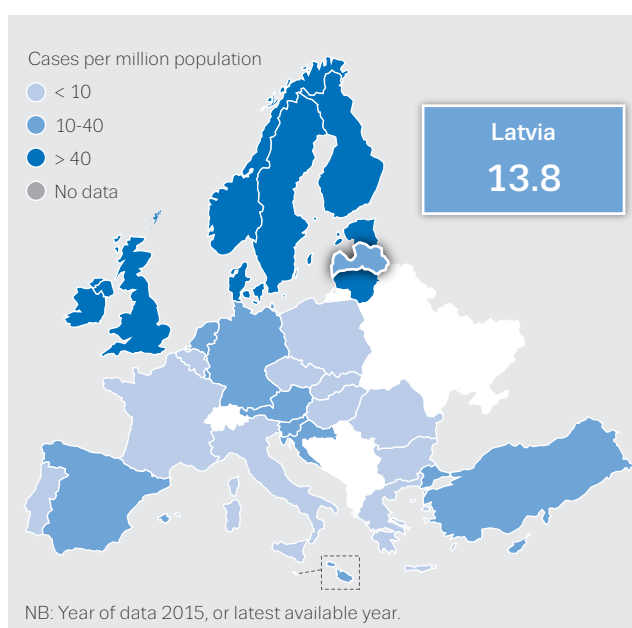 Cases per million population
< 10
10-40
> 40
No data
Latvia
13.8
NB: Year of data 2015, or latest available year.